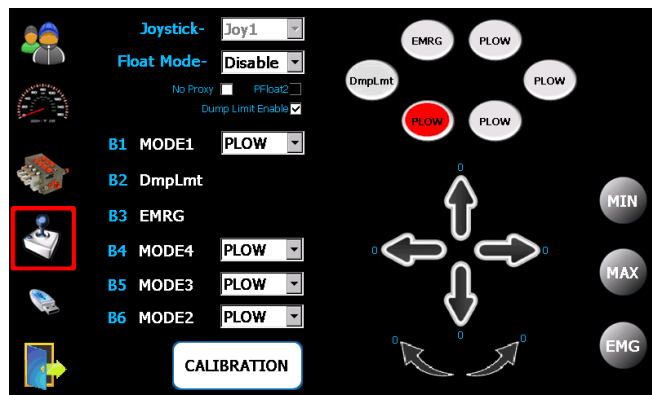 Joystick- Joy1
Float Mode- Disable
No Proxy PFloat2
Dump Limit Enable
B1 MODE1 PLOW
B2 DmpLmt
B3 EMRG
B4 MODE4 PLOW
B5 MODE3 PLOW
B6 MODE2 PLOW
CALIBRATION
EMRG PLOW
DmpLmt PLOW
PLOW PLOW
0
0 0
0
0 0
MIN
MAX
EMG